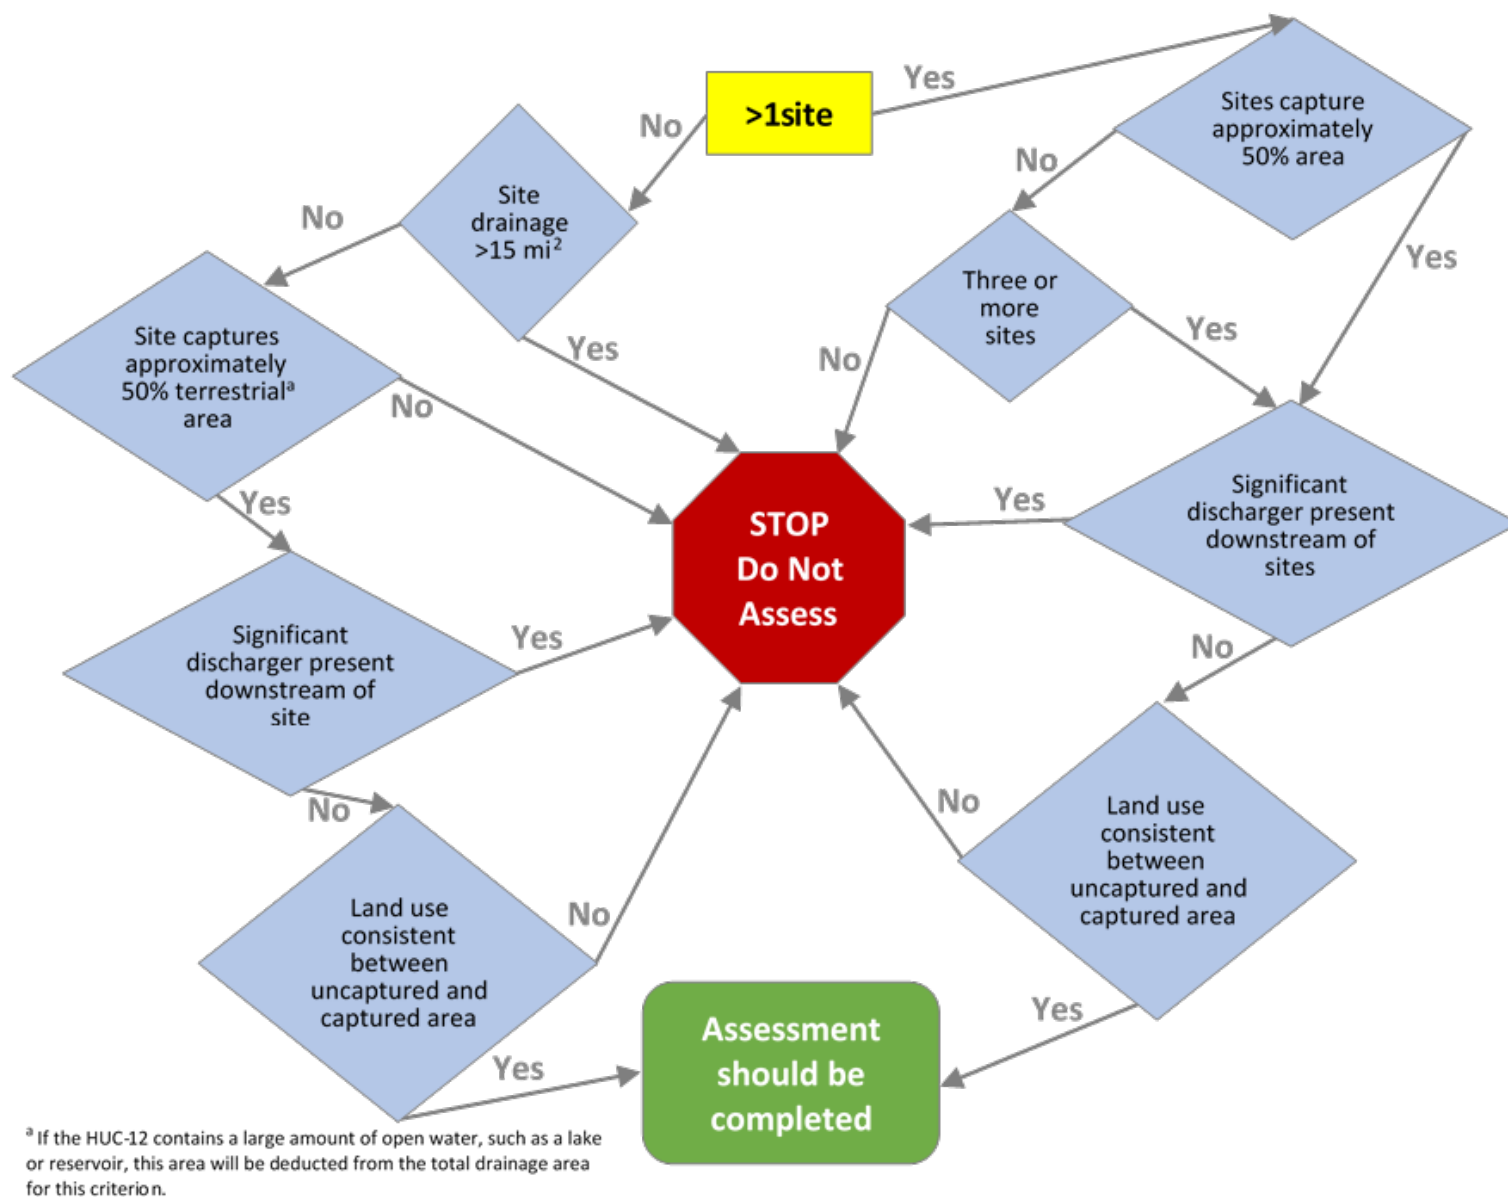 >1site
Yes
No
Sites capture
approximately
50% area
No
Yes
Site
drainage
>15 mi²
No
Yes
Three or
more
sites
No
Yes
Site captures
approximately
50% terrestrialᵃ
area
No
Yes
STOP
Do Not
Assess
Significant
discharger present
downstream of
sites
Yes
No
Significant
discharger present
downstream of
site
Yes
No
Land use
consistent
between
uncaptured and
captured area
No
Yes
Land use
consistent
between
uncaptured and
captured area
No
Yes
Assessment
should be
completed
ᵃ If the HUC-12 contains a large amount of open water, such as a lake
or reservoir, this area will be deducted from the total drainage area
for this criterion.